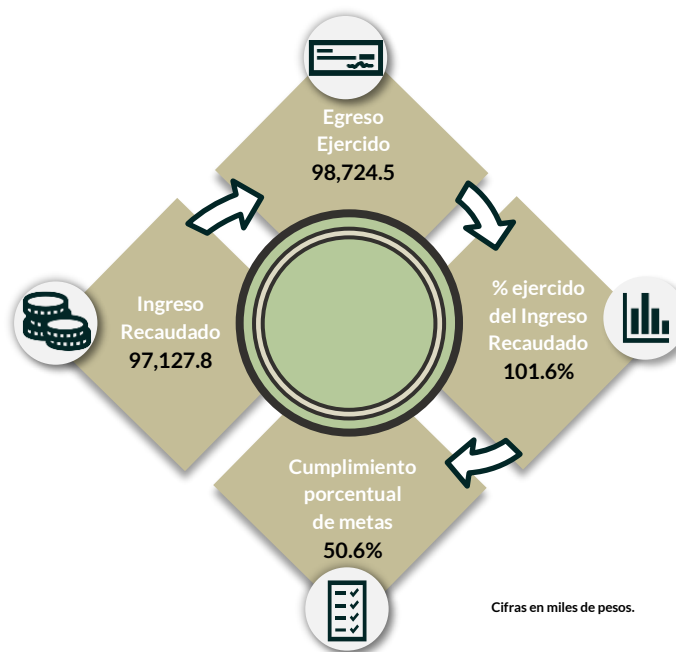 Egreso
Ejercido
98,724.5
Ingreso
Recaudado
97,127.8
% ejercido
del Ingreso
Recaudado
101.6%
Cumplimiento
porcentual
de metas
50.6%
Cifras en miles de pesos.